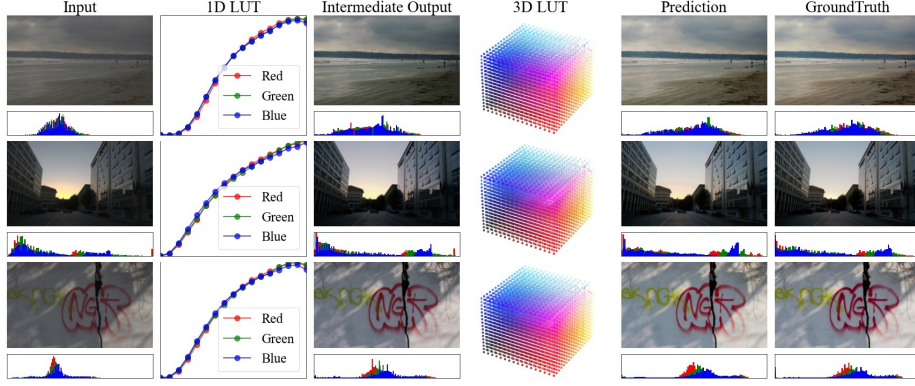 Input 1D LUT Intermediate Output 3D LUT Prediction GroundTruth
Red
Green
Blue
Red
Green
Blue
Red
Green
Blue